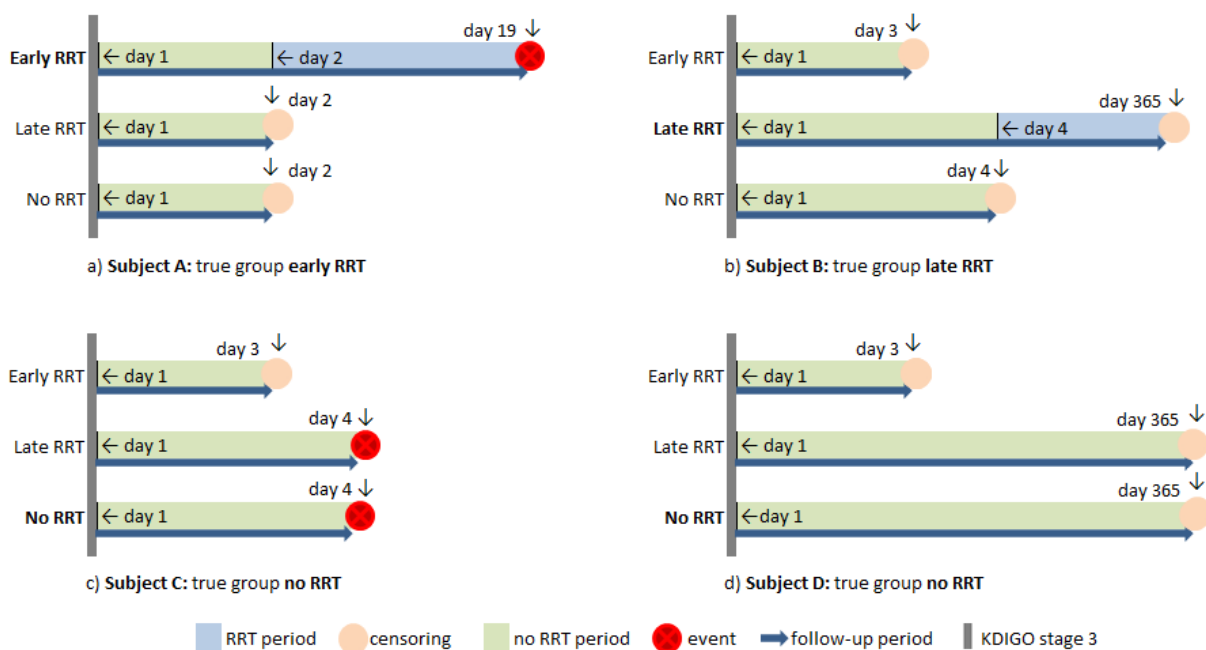 day 19 ↓
Early RRT ← day 1 ← day 2
↓ day 2
Late RRT ← day 1
↓ day 2
No RRT ← day 1
a) Subject A: true group early RRT
day 3 ↓
Early RRT ← day 1
day 365 ↓
Late RRT ← day 1 ← day 4
day 4 ↓
No RRT ← day 1
b) Subject B: true group late RRT
day 3 ↓
Early RRT ← day 1
day 4 ↓
Late RRT ← day 1
day 4 ↓
No RRT ← day 1
c) Subject C: true group no RRT
day 3 ↓
Early RRT ← day 1
day 365 ↓
Late RRT ← day 1
day 365 ↓
No RRT ←day 1
d) Subject D: true group no RRT
RRT period censoring no RRT period event follow-up period KDIGO stage 3